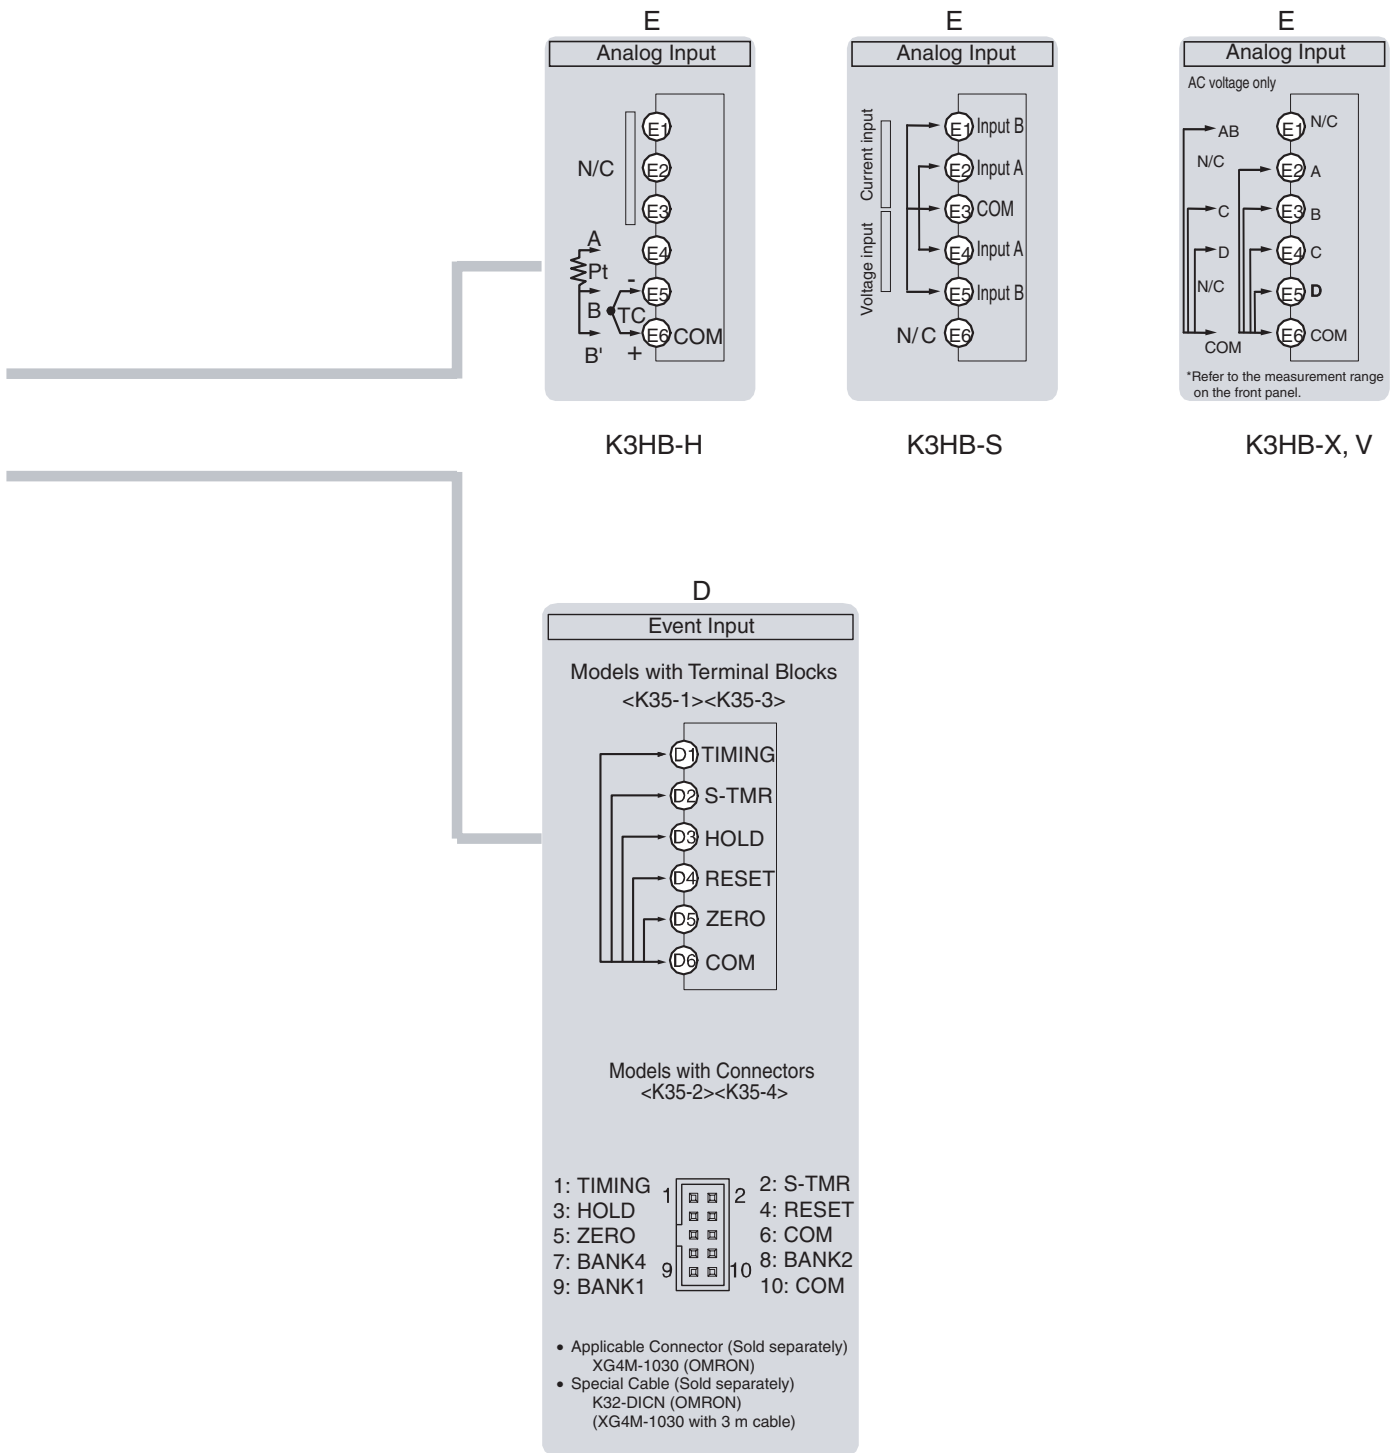 E
Analog Input
E1
E2
E3
N/C
A
E4
Pt
-
E5
B
TC
E6 COM
B'
+
K3HB-H
E
Analog Input
Current input
Voltage input
E1 Input B
E2 Input A
E3 COM
E4 Input A
E5 Input B
N/C E6
K3HB-S
E
Analog Input
AC voltage only
AB
E1 N/C
N/C
E2 A
C
E3 B
D
E4 C
N/C
E5 D
COM
E6 COM
*Refer to the measurement range
on the front panel.
K3HB-X, V
D
Event Input
Models with Terminal Blocks
<K35-1><K35-3>
D1 TIMING
D2 S-TMR
D3 HOLD
D4 RESET
D5 ZERO
D6 COM
Models with Connectors
<K35-2><K35-4>
1: TIMING
3: HOLD
5: ZERO
7: BANK4
9: BANK1
1
2
9
10
2: S-TMR
4: RESET
6: COM
8: BANK2
10: COM
• Applicable Connector (Sold separately)
XG4M-1030 (OMRON)
• Special Cable (Sold separately)
K32-DICN (OMRON)
(XG4M-1030 with 3 m cable)